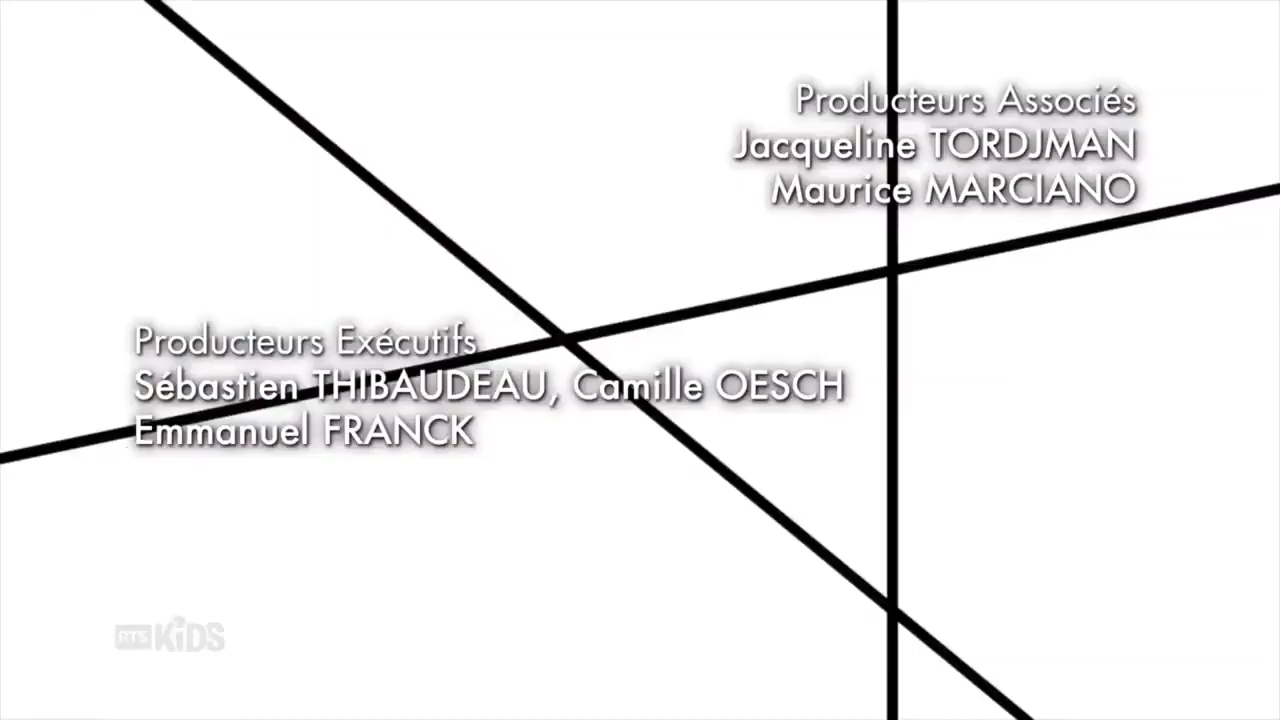 Producteurs Associés
Jacqueline TORDJMAN
Maurice MARCIANO
Producteurs Exécutifs
Sébastien THIBAUDEAU, Camille OESCH
Emmanuel FRANCK
RTS KiDS